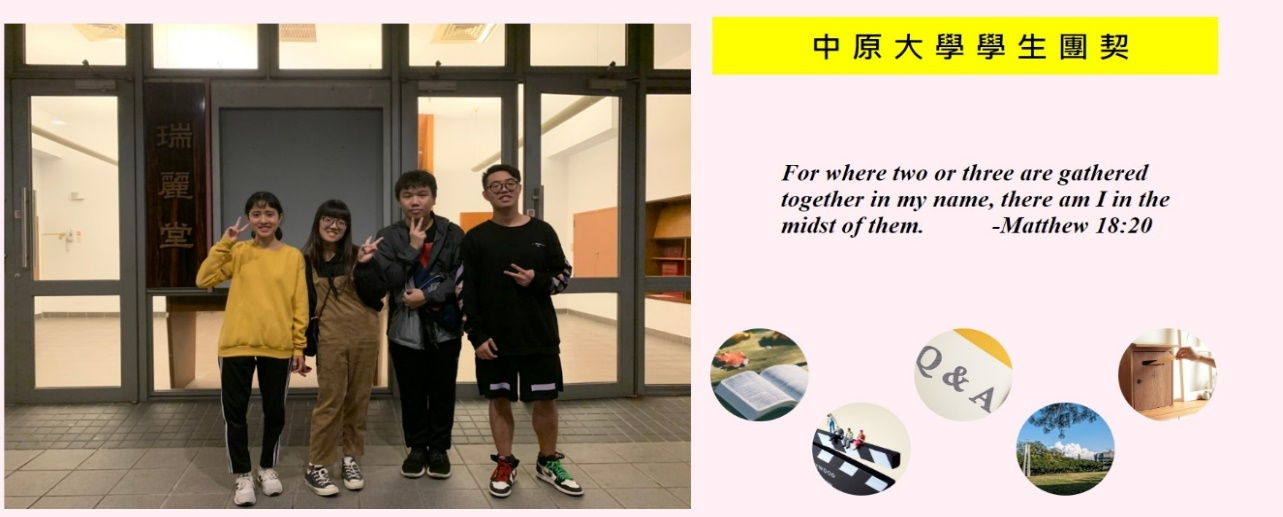 瑞麗堂
中原大學學生團契
For where two or three are gathered
together in my name, there am I in the
midst of them. -Matthew 18:20
Q & A